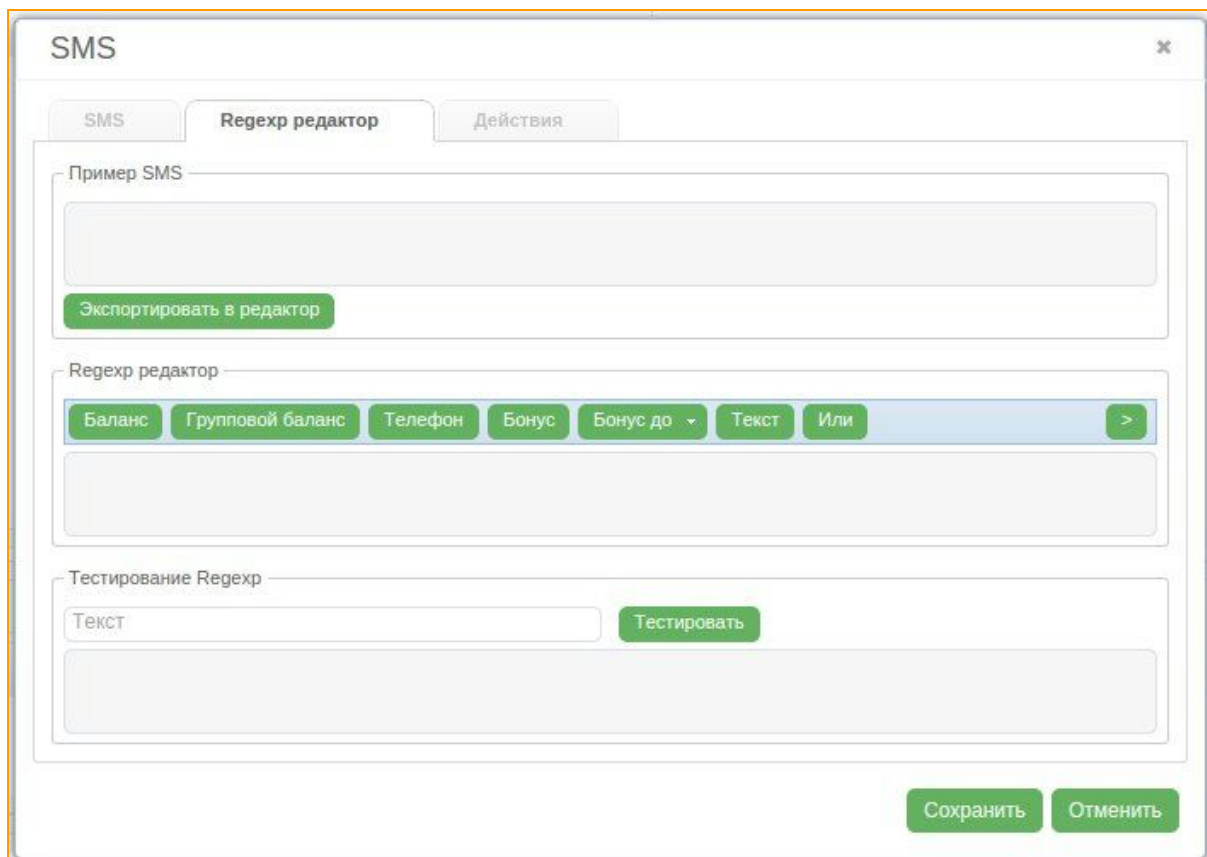 SMS
SMS Regexp редактор Действия
Пример SMS
Экспортировать в редактор
Regexp редактор
Баланс Групповой баланс Телефон Бонус Бонус до Текст Или >
Тестирование Regexp
Текст Тестировать
Сохранить Отменить